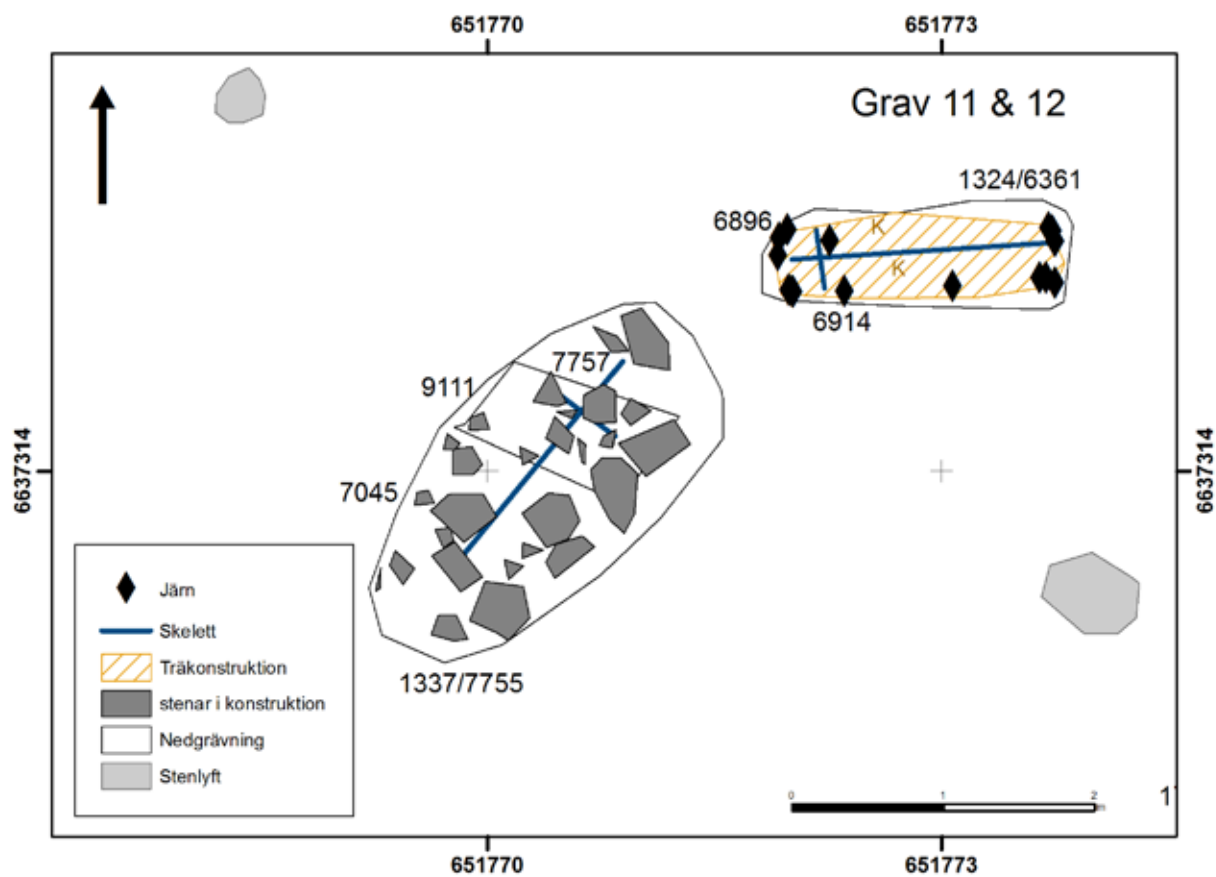 651770
651773
Grav 11 & 12
1324/6361
6896
K
K
6914
7757
9111
6637314
6637314
7045
1337/7755
Järn
Skelett
Träkonstruktion
stenar i konstruktion
Nedgrävning
Stenlyft
0 1 2
m
651770
651773